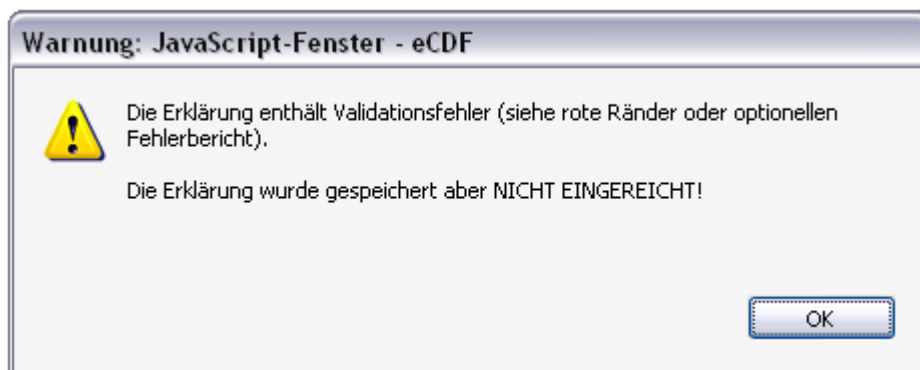 Warnung: JavaScript-Fenster - eCDF
Die Erklärung enthält Validationsfehler (siehe rote Ränder oder optionellen
Fehlerbericht).
Die Erklärung wurde gespeichert aber NICHT EINGEREICHT!
OK